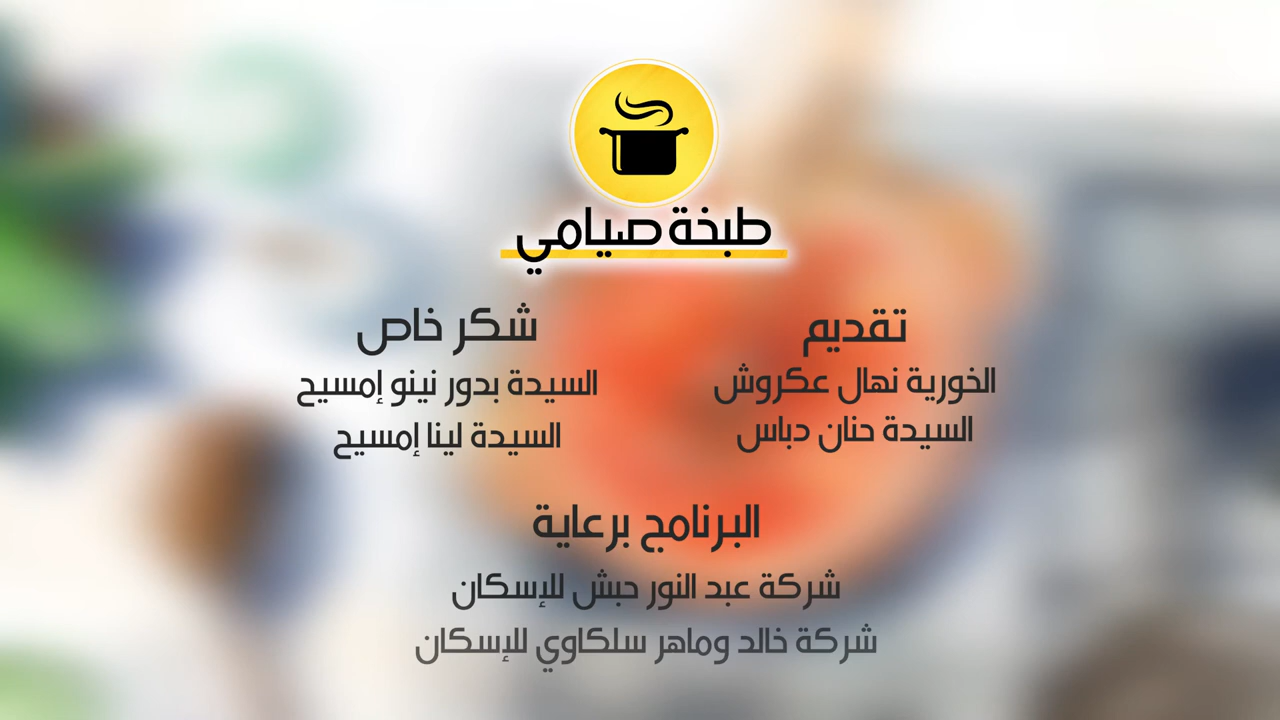 طبخة صيامي
تقديم
الخورية نهال عكروش
السيدة حنان دباس
شكر خاص
السيدة بدور نينو إمسيح
السيدة لينا إمسيح
البرنامج برعاية
شركة عبد النور حبش للإسكان
شركة خالد وماهر سلكاوي للإسكان